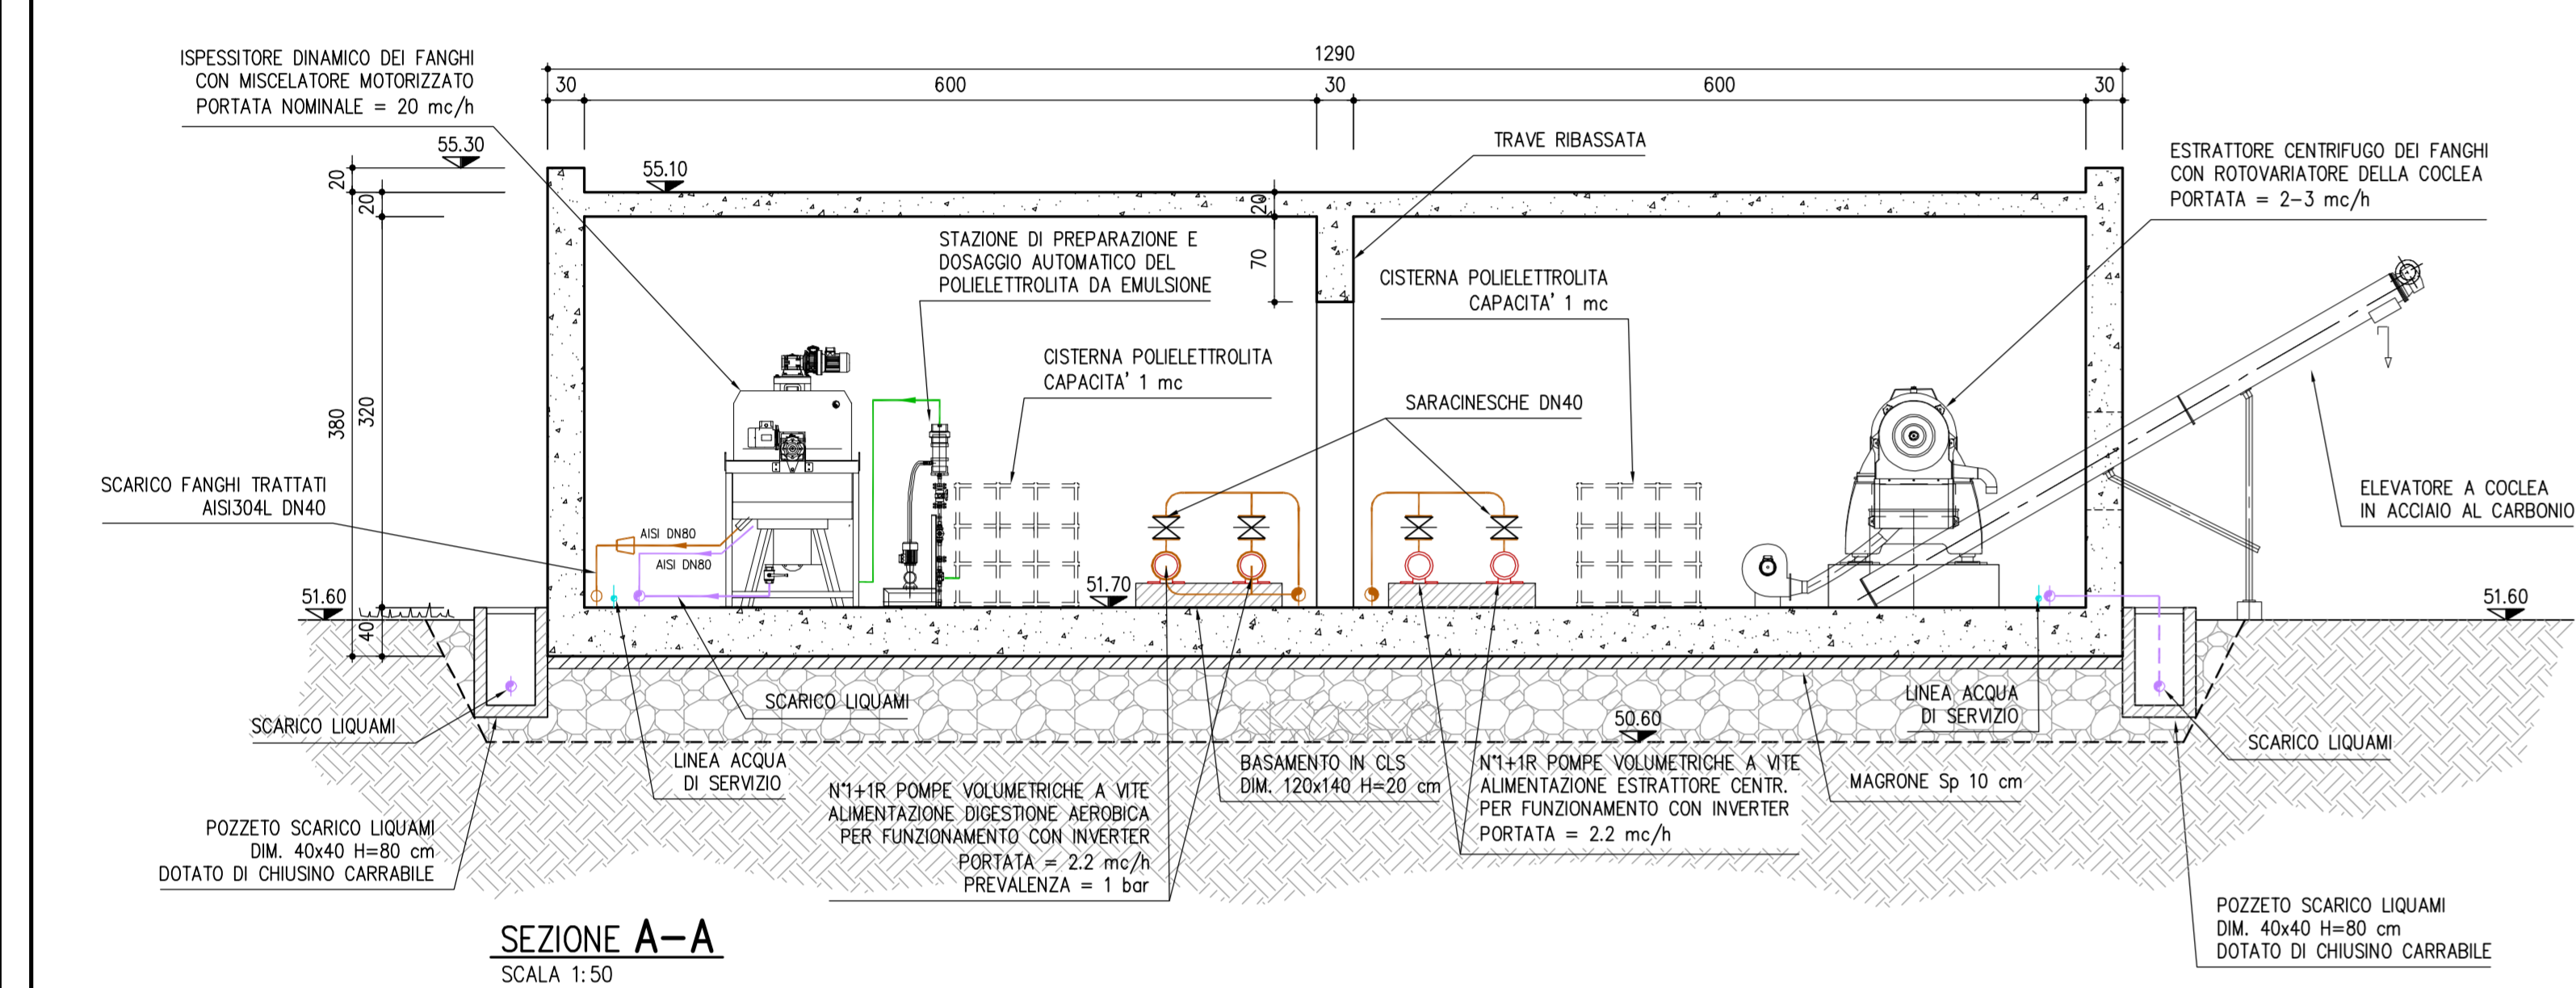 1290
30
600
30
600
30
ISPESSITORE DINAMICO DEI FANGHI
CON MISCELATORE MOTORIZZATO
PORTATA NOMINALE = 20 mc/h
55.30
55.10
20
20
20
70
380
320
40
TRAVE RIBASSATA
ESTRATTORE CENTRIFUGO DEI FANGHI
CON ROTOVARIATORE DELLA COCLEA
PORTATA = 2-3 mc/h
STAZIONE DI PREPARAZIONE E
DOSAGGIO AUTOMATICO DEL
POLIELETTROLITA DA EMULSIONE
CISTERNA POLIELETTROLITA
CAPACITA' 1 mc
CISTERNA POLIELETTROLITA
CAPACITA' 1 mc
SARACINESCHE DN40
SCARICO FANGHI TRATTATI
AISI304L DN40
AISI DN80
AISI DN80
ELEVATORE A COCLEA
IN ACCIAIO AL CARBONIO
51.60
51.70
51.60
SCARICO LIQUAMI
SCARICO LIQUAMI
50.60
LINEA ACQUA
DI SERVIZIO
SCARICO LIQUAMI
LINEA ACQUA
DI SERVIZIO
BASAMENTO IN CLS
DIM. 120x140 H=20 cm
N°1+1R POMPE VOLUMETRICHE A VITE
ALIMENTAZIONE ESTRATTORE CENTR.
PER FUNZIONAMENTO CON INVERTER
PORTATA = 2.2 mc/h
MAGRONE Sp 10 cm
N°1+1R POMPE VOLUMETRICHE A VITE
ALIMENTAZIONE DIGESTIONE AEROBICA
PER FUNZIONAMENTO CON INVERTER
PORTATA = 2.2 mc/h
PREVALENZA = 1 bar
POZZETO SCARICO LIQUAMI
DIM. 40x40 H=80 cm
DOTATO DI CHIUSINO CARRABILE
POZZETO SCARICO LIQUAMI
DIM. 40x40 H=80 cm
DOTATO DI CHIUSINO CARRABILE
SEZIONE A-A
SCALA 1:50